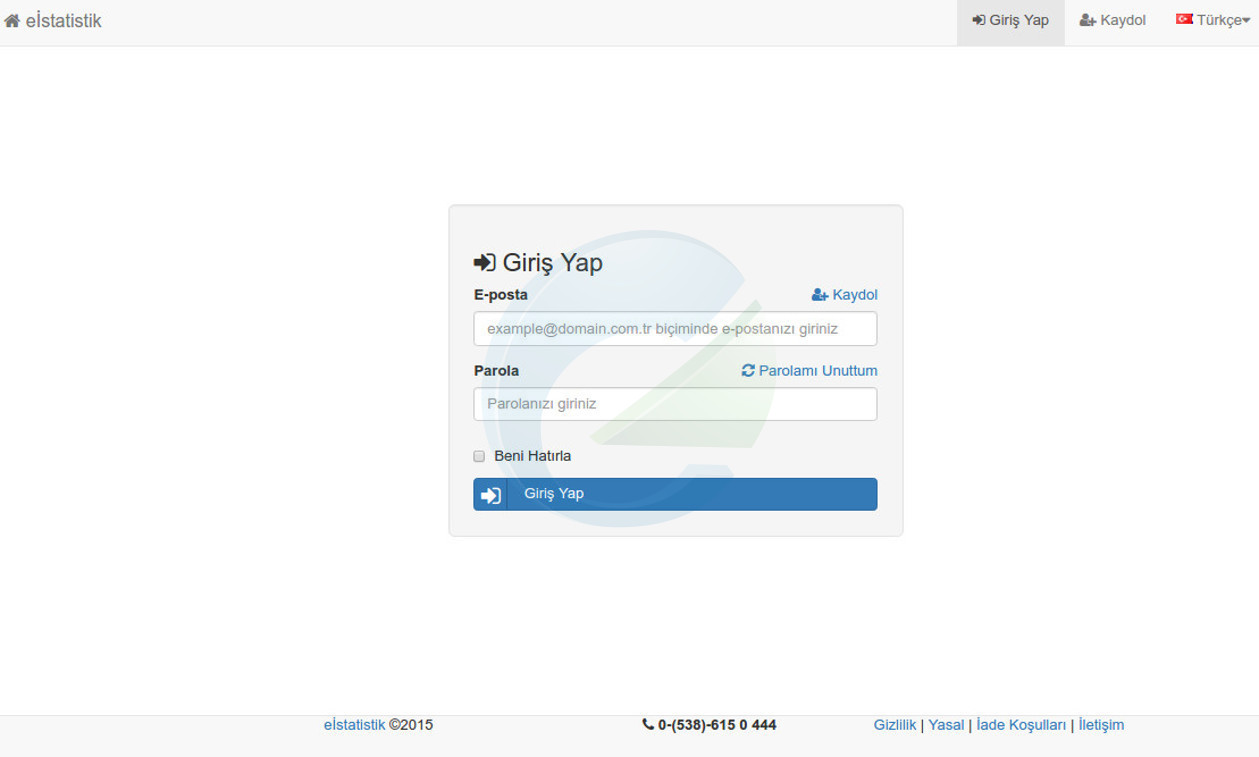 eİstatistik Giriş Yap Kaydol Türkçe
Giriş Yap
E-posta Kaydol
example@domain.com.tr biçiminde e-postanızı giriniz
Parola Parolamı Unuttum
Parolanızı giriniz
Beni Hatırla
Giriş Yap
eİstatistik ©2015 0-(538)-615 0 444 Gizlilik | Yasal | İade Koşulları | İletişim